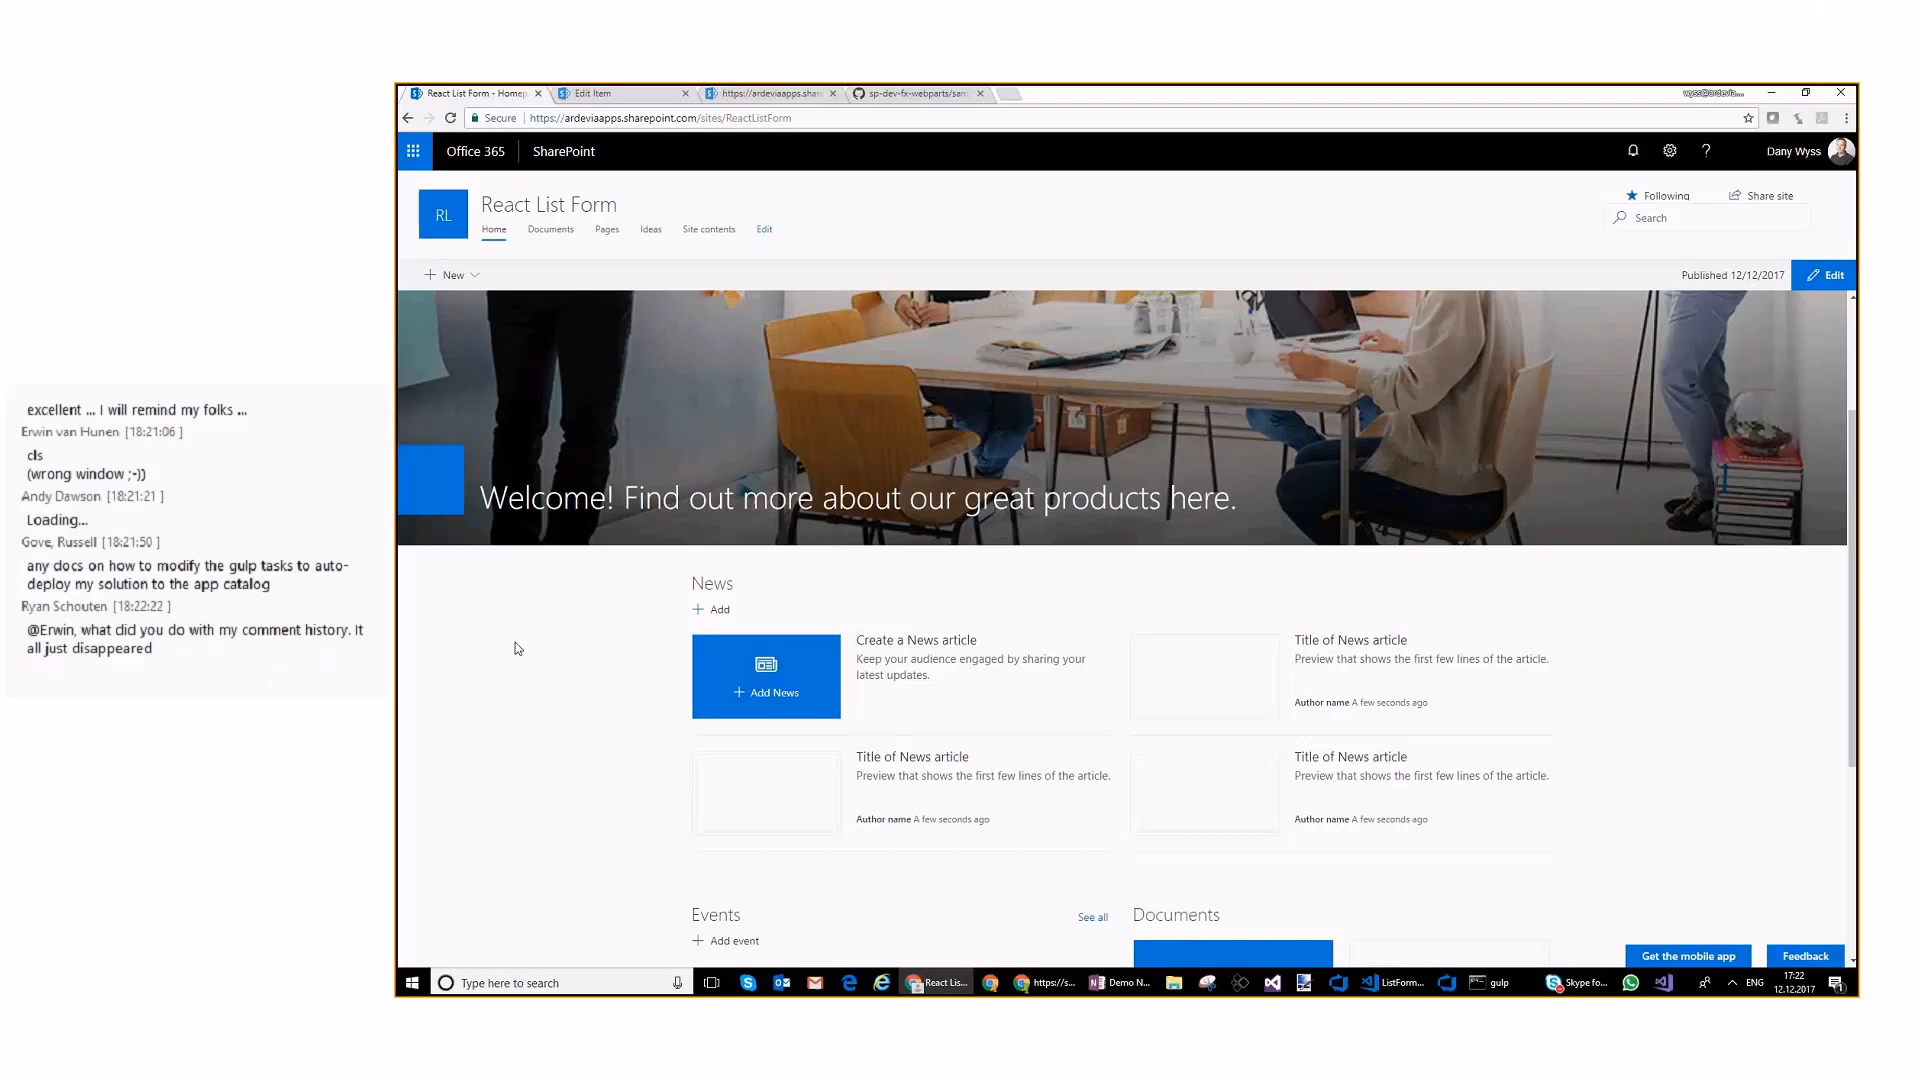 excellent ... I will remind my folks ...
Erwin van Hunen [18:21:06 ]
cls
(wrong window ;-))
Andy Dawson [18:21:21 ]
Loading...
Gove, Russell [18:21:50 ]
any docs on how to modify the gulp tasks to auto-
deploy my solution to the app catalog
Ryan Schouten [18:22:22 ]
@Erwin, what did you do with my comment history. It
all just disappeared
React List Form - Homep
Edit Item
https://ardeviaapps.shar
sp-dev-fx-webparts/sam
wyss@ardevia....
Secure
https://ardeviaapps.sharepoint.com/sites/ReactListForm
Office 365
SharePoint
?
Dany Wyss
RL
React List Form
Following
Share site
Search
Home
Documents
Pages
Ideas
Site contents
Edit
+ New
Published 12/12/2017
Edit
Welcome! Find out more about our great products here.
News
+ Add
+ Add News
Create a News article
Keep your audience engaged by sharing your
latest updates.
Title of News article
Preview that shows the first few lines of the article.
Author name A few seconds ago
Title of News article
Preview that shows the first few lines of the article.
Author name A few seconds ago
Title of News article
Preview that shows the first few lines of the article.
Author name A few seconds ago
Events
See all
+ Add event
Documents
Get the mobile app
Feedback
Type here to search
React Lis...
https://s...
Demo N...
ListForm...
gulp
Skype fo...
ENG
17:22
12.12.2017